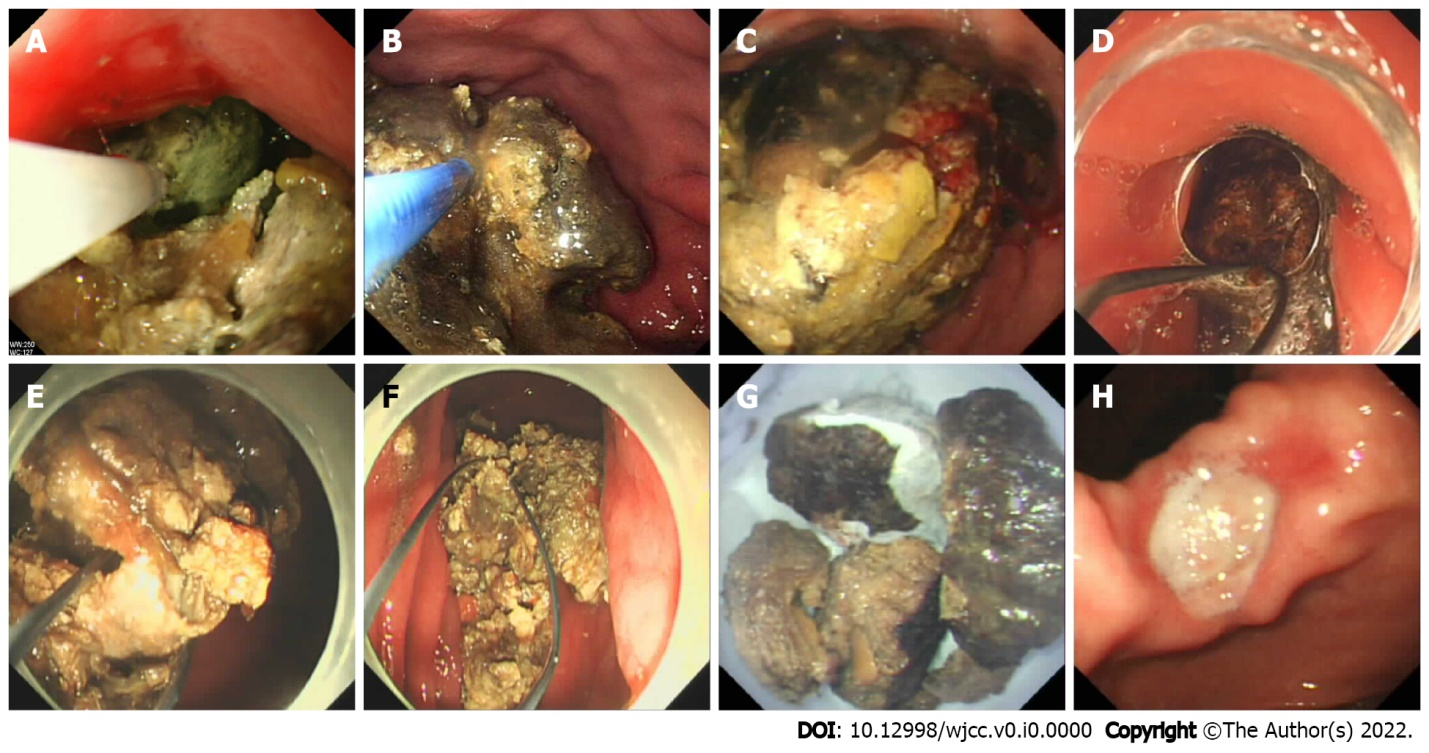 A
B
C
D
WW:250
WC:127
E
F
G
H
DOI: 10.12998/wjcc.v0.i0.0000 Copyright ©The Author(s) 2022.